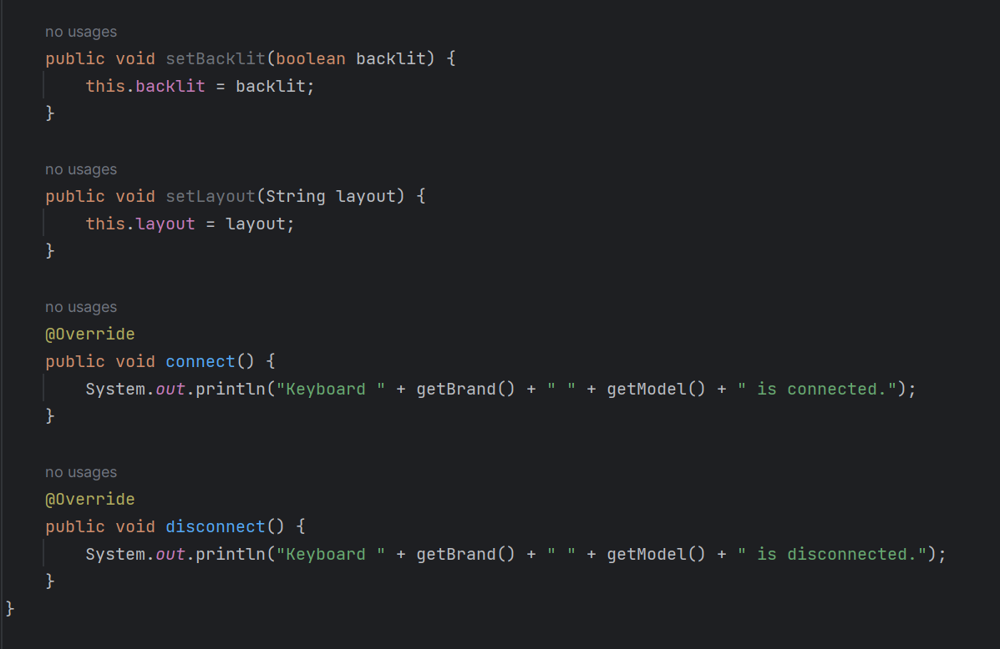 no usages
public void setBacklit(boolean backlit) {
this.backlit = backlit;
}
no usages
public void setLayout(String layout) {
this.layout = layout;
}
no usages
@Override
public void connect() {
System.out.println("Keyboard " + getBrand() + " " + getModel() + " is connected.");
}
no usages
@Override
public void disconnect() {
System.out.println("Keyboard " + getBrand() + " " + getModel() + " is disconnected.");
}
}